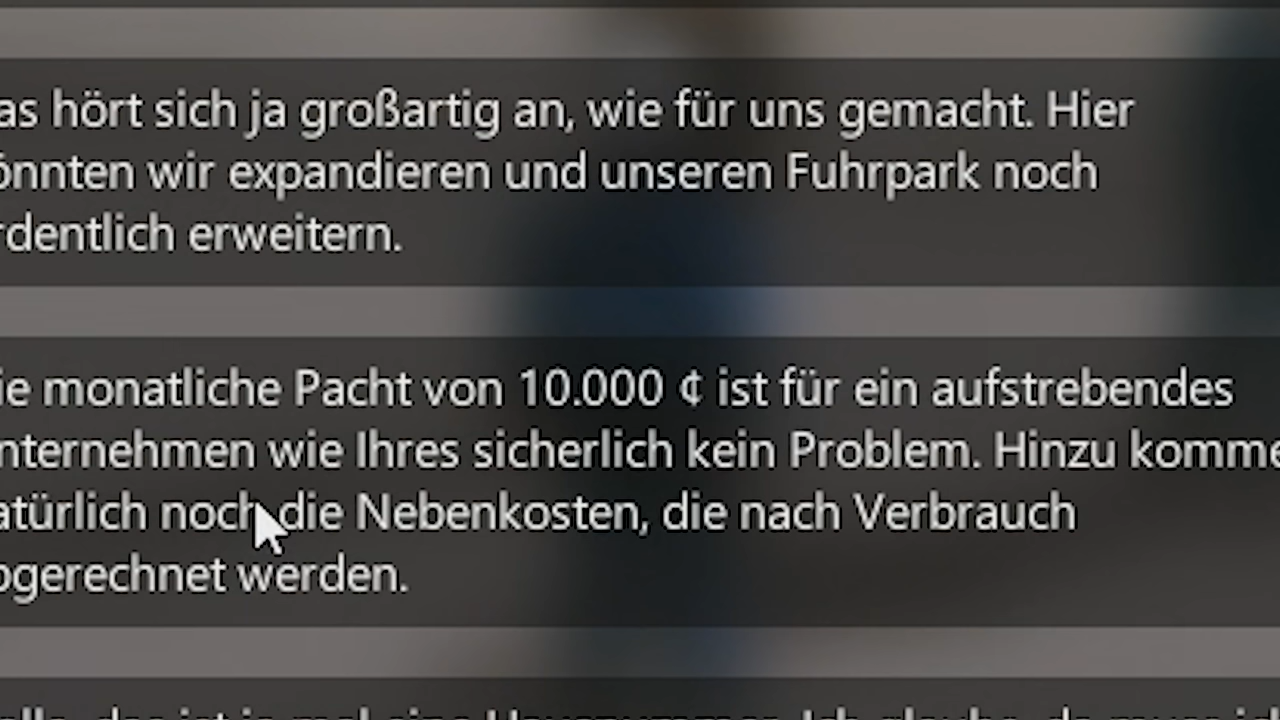 as hört sich ja großartig an, wie für uns gemacht. Hier
önnten wir expandieren und unseren Fuhrpark noch
rdentlich erweitern.
ie monatliche Pacht von 10.000 ¢ ist für ein aufstrebendes
nternehmen wie Ihres sicherlich kein Problem. Hinzu komme
atürlich noch die Nebenkosten, die nach Verbrauch
bgerechnet werden.